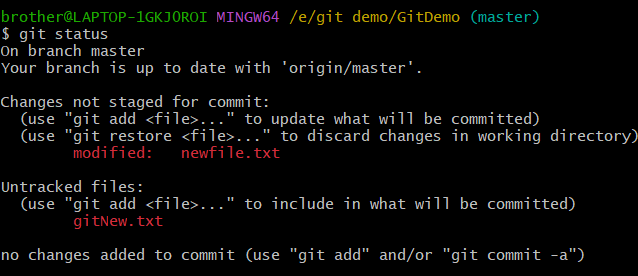 brother@LAPTOP-1GKJ0ROI MINGW64 /e/git demo/GitDemo (master)
$ git status
On branch master
Your branch is up to date with 'origin/master'.

Changes not staged for commit:
  (use "git add <file>..." to update what will be committed)
  (use "git restore <file>..." to discard changes in working directory)
        modified:   newfile.txt

Untracked files:
  (use "git add <file>..." to include in what will be committed)
        gitNew.txt

no changes added to commit (use "git add" and/or "git commit -a")